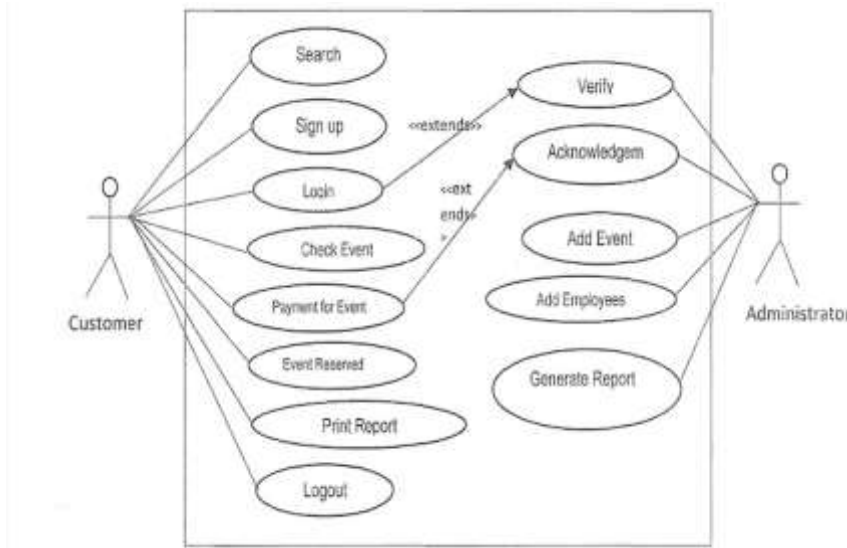 Search
Verify
Sign up
<<extends>>
Acknowledgem
Login
<<ext
ends>
>
Check Event
Add Event
Payment for Event
Add Employees
Customer
Administrator
Event Reserved
Generate Report
Print Report
Logout